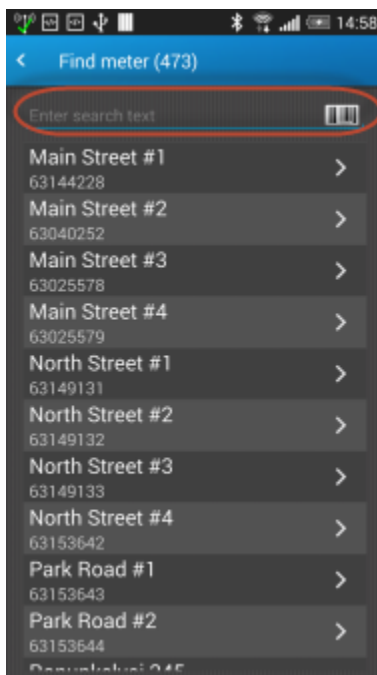 14:58
Find meter (473)
Enter search text
Main Street #1
63144228
Main Street #2
63040252
Main Street #3
63025578
Main Street #4
63025579
North Street #1
63149131
North Street #2
63149132
North Street #3
63149133
North Street #4
63153642
Park Road #1
63153643
Park Road #2
63153644